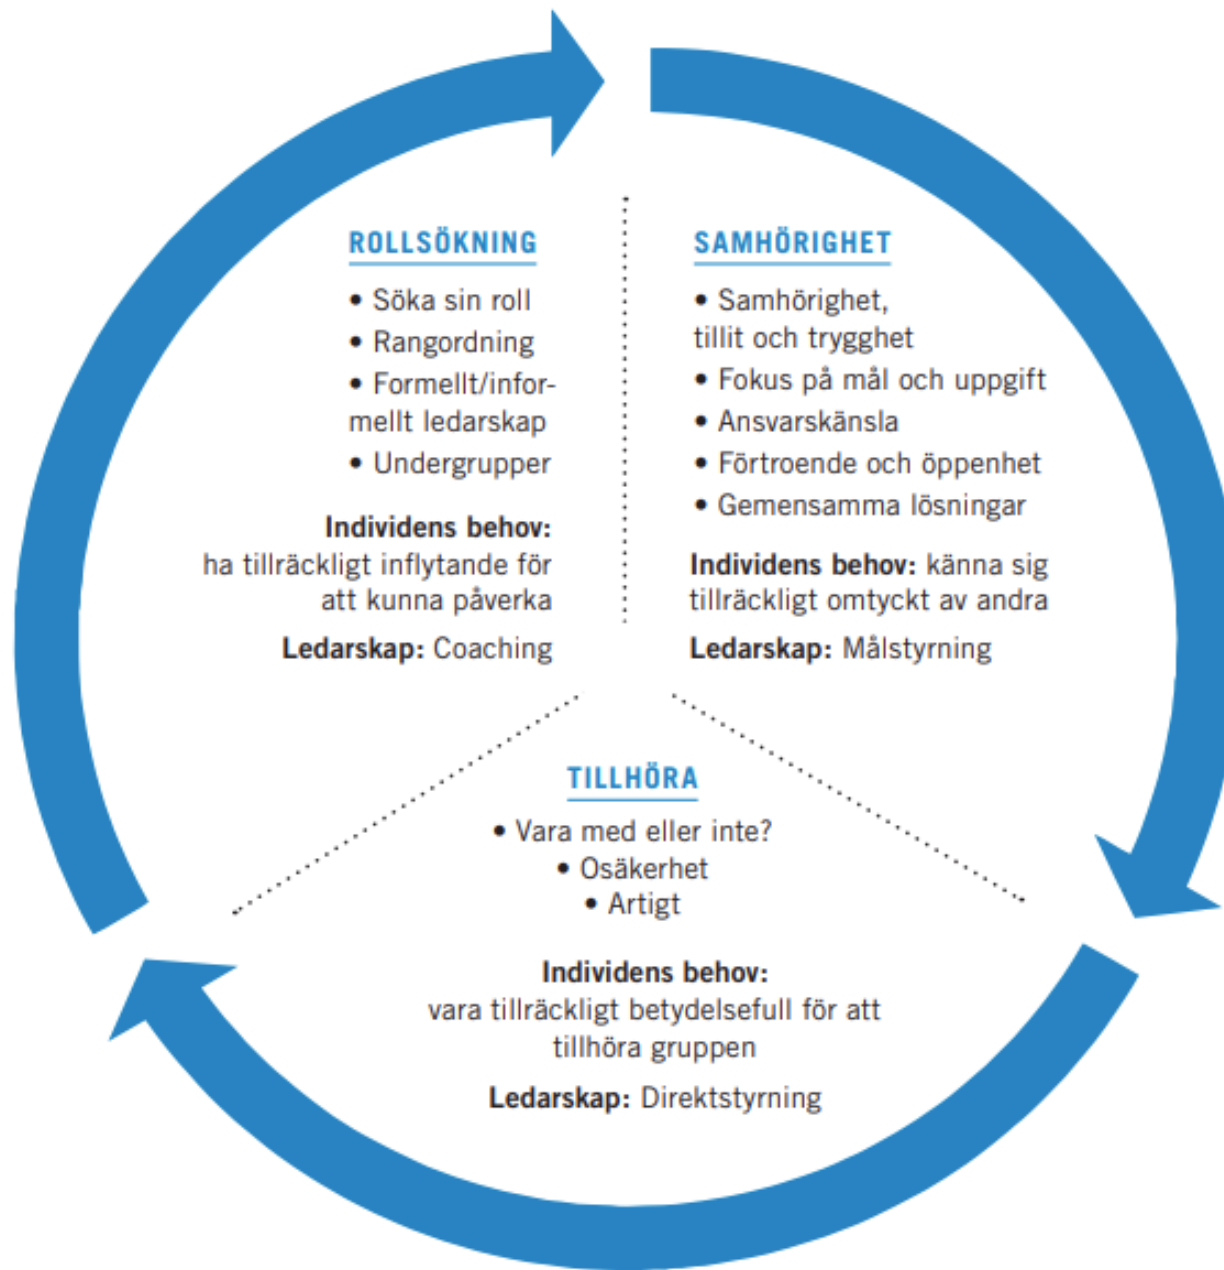 ROLLSÖKNING
• Söka sin roll
• Rangordning
• Formellt/infor-
mellt ledarskap
• Undergrupper
Individens behov:
ha tillräckligt inflytande för
att kunna påverka
Ledarskap: Coaching
SAMHÖRIGHET
• Samhörighet,
tillit och trygghet
• Fokus på mål och uppgift
• Ansvarskänsla
• Förtroende och öppenhet
• Gemensamma lösningar
Individens behov: känna sig
tillräckligt omtyckt av andra
Ledarskap: Målstyrning
TILLHÖRA
• Vara med eller inte?
• Osäkerhet
• Artigt
Individens behov:
vara tillräckligt betydelsefull för att
tillhöra gruppen
Ledarskap: Direktstyrning